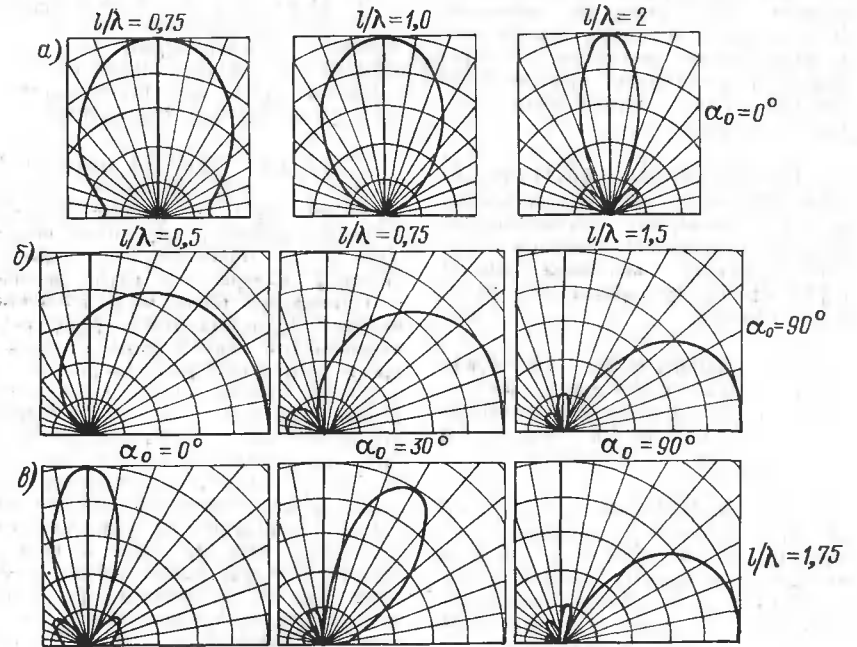 l/λ = 0,75
l/λ = 1,0
l/λ = 2
а)
α₀ = 0°
l/λ = 0,5
l/λ = 0,75
l/λ = 1,5
б)
α₀ = 90°
α₀ = 0°
α₀ = 30°
α₀ = 90°
в)
l/λ = 1,75